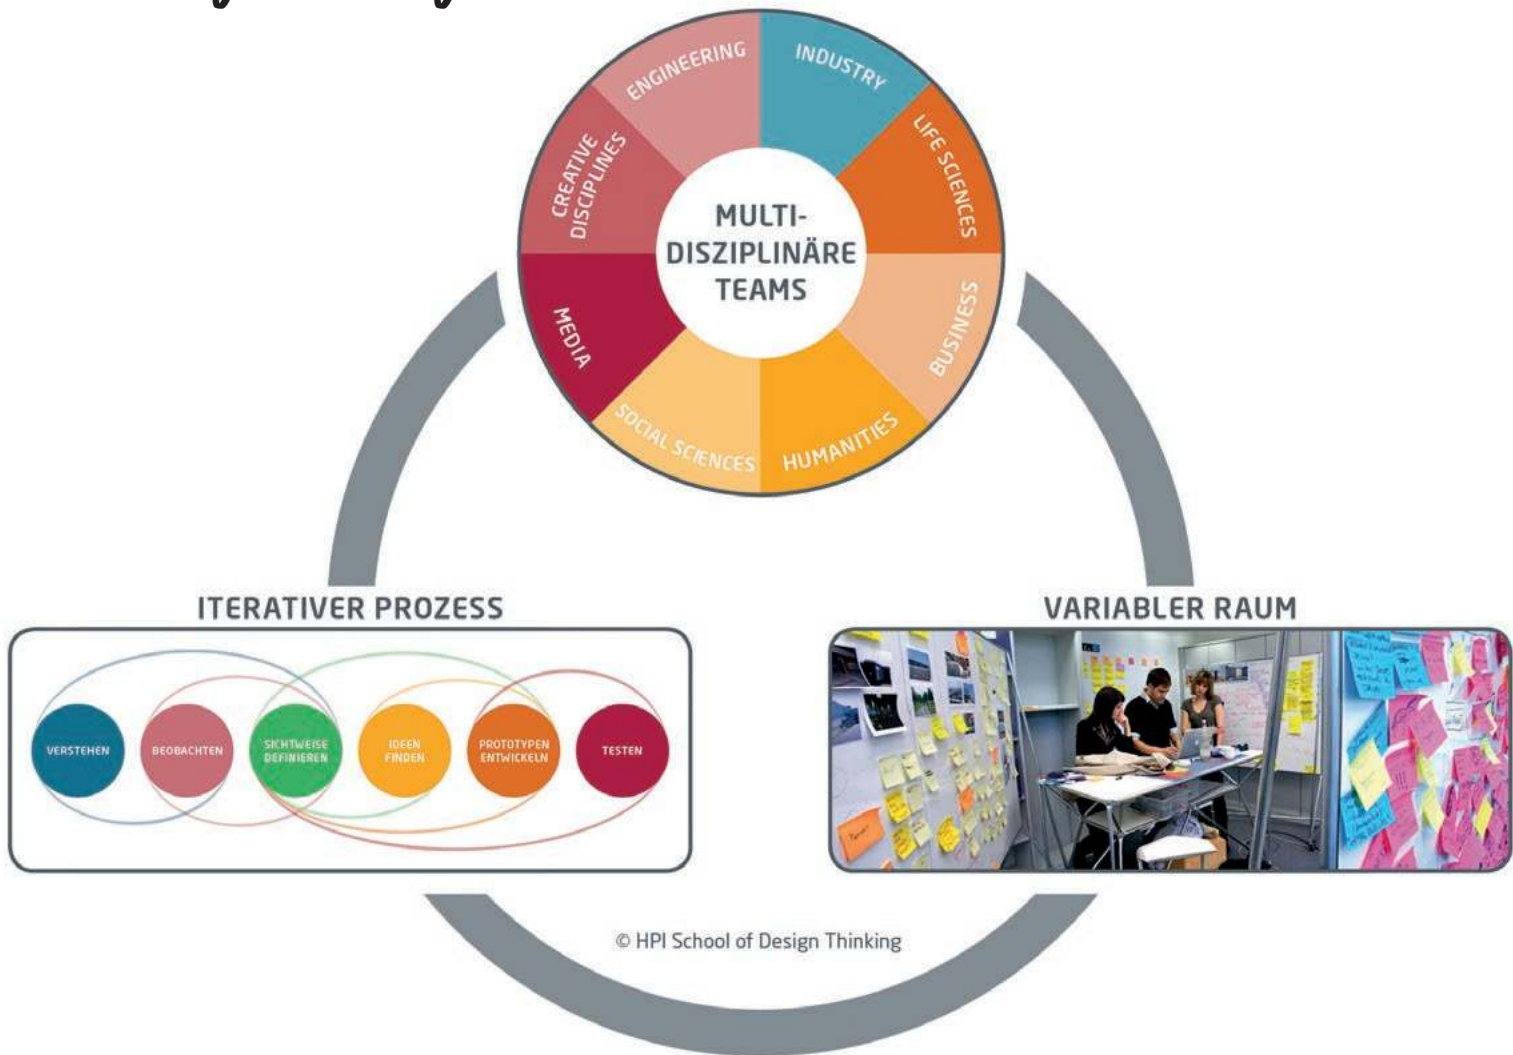 ENGINEERING
INDUSTRY
LIFE SCIENCES
BUSINESS
HUMANITIES
SOCIAL SCIENCES
MEDIA
CREATIVE
DISCIPLINES
MULTI-
DISZIPLINÄRE
TEAMS
ITERATIVER PROZESS
VERSTEHEN
BEOBACHTEN
SICHTWEISE
DEFINIEREN
IDEEN
FINDEN
PROTOTYPEN
ENTWICKELN
TESTEN
VARIABLER RAUM
© HPI School of Design Thinking